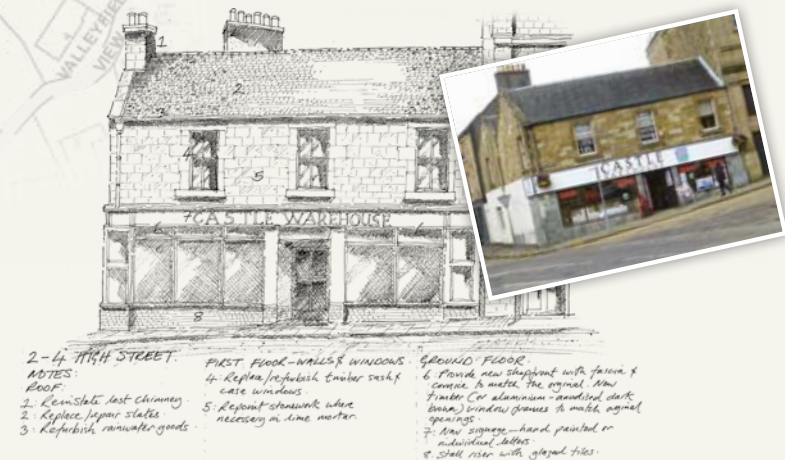 VALLEYFIELD
VIEW
1
2
3
4
5
6
6
7 CASTLE WAREHOUSE
8
CASTLE
2-4 HIGH STREET.
NOTES:
ROOF:
1: Reinstate lost chimney.
2: Replace/repair slates.
3: Refurbish rainwater goods.
FIRST FLOOR - WALLS & WINDOWS
4: Replace/refurbish timber sash &
case windows.
5: Repoint stonework where
necessary in lime mortar.
GROUND FLOOR.
6: Provide new shopfront with fascia &
cornice to match the original. New
timber (or aluminium - anodised dark
brown) window frames to match original
openings.
7: New signage - hand painted or
individual letters.
8: Stall riser with glazed tiles.